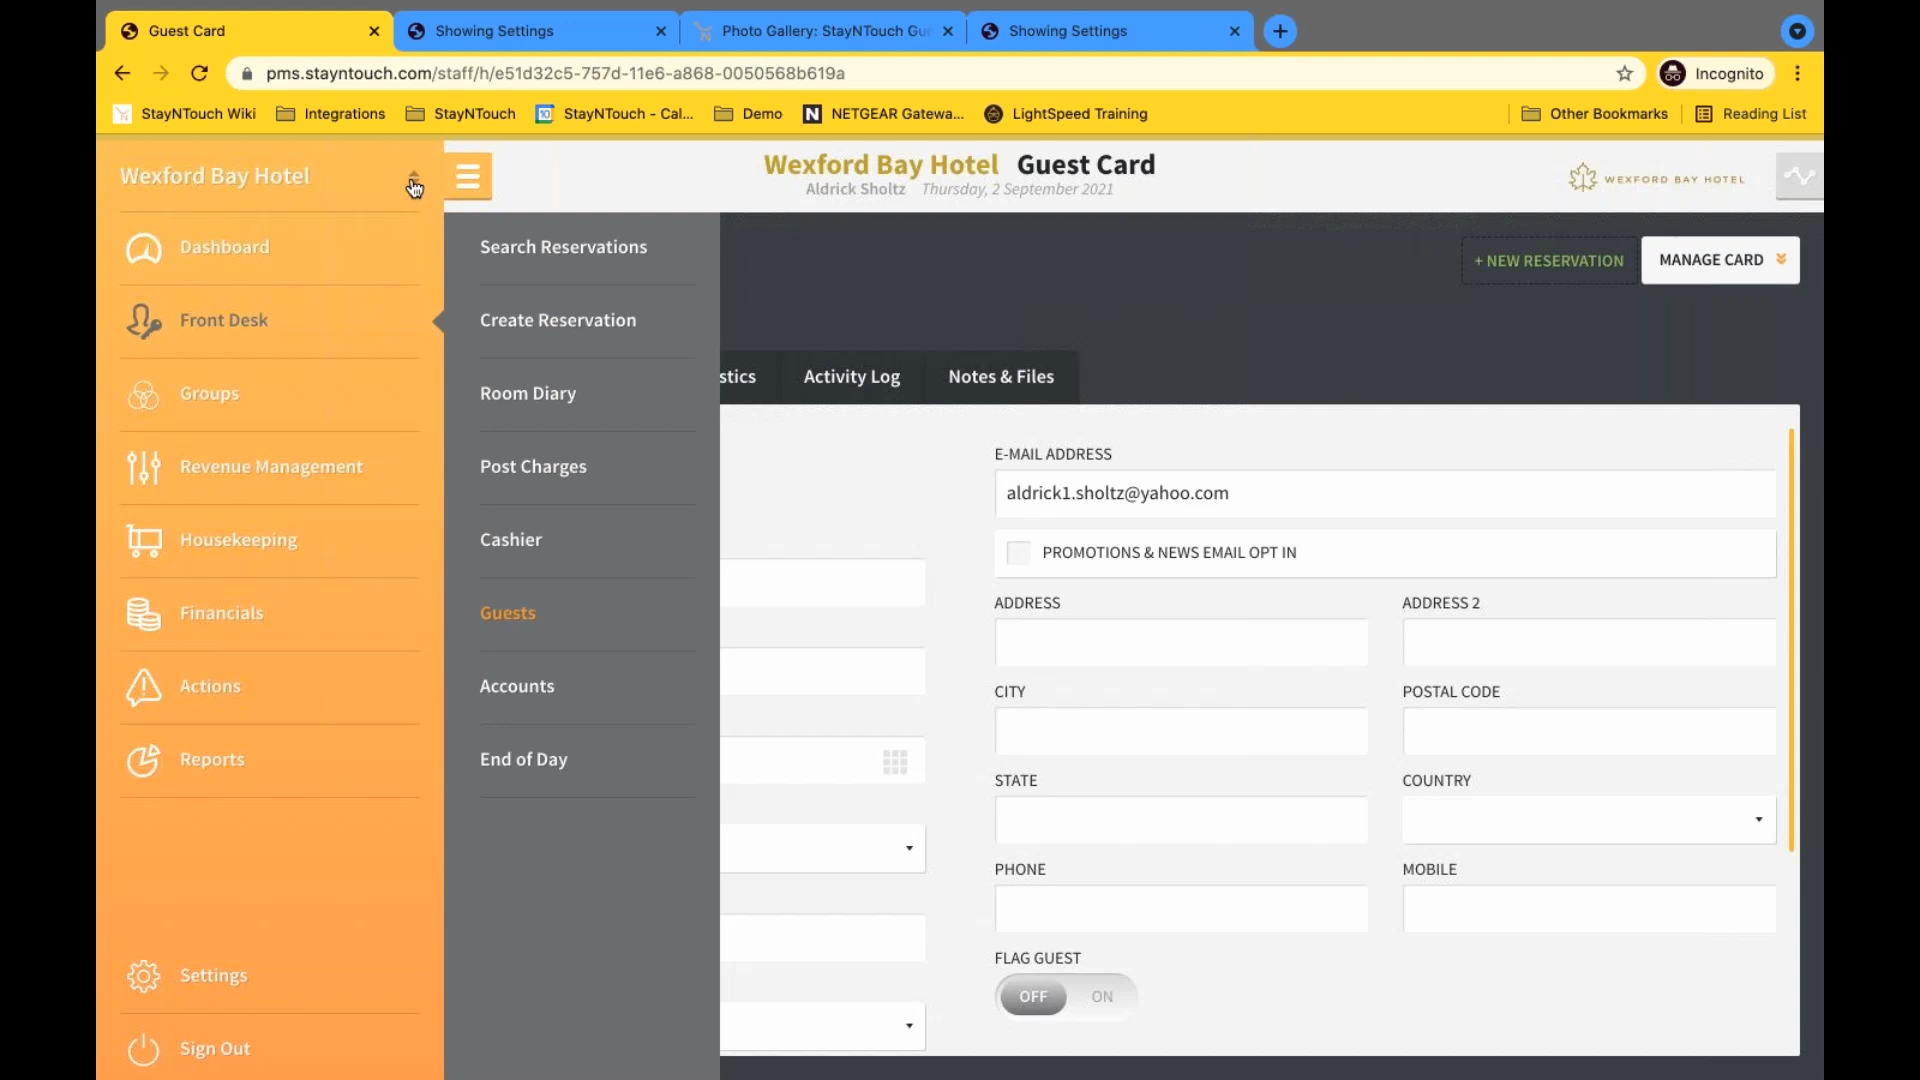 Guest Card
Showing Settings
Photo Gallery: StayNTouch Gu
Showing Settings
pms.stayntouch.com/staff/h/e51d32c5-757d-11e6-a868-0050568b619a
Incognito
StayNTouch Wiki
Integrations
StayNTouch
StayNTouch - Cal...
Demo
NETGEAR Gatewa...
LightSpeed Training
Other Bookmarks
Reading List
Wexford Bay Hotel
Wexford Bay Hotel Guest Card
Aldrick Sholtz Thursday, 2 September 2021
WEXFORD BAY HOTEL
Dashboard
Front Desk
Groups
Revenue Management
Housekeeping
Financials
Actions
Reports
Settings
Sign Out
Search Reservations
Create Reservation
Room Diary
Post Charges
Cashier
Guests
Accounts
End of Day
+ NEW RESERVATION
MANAGE CARD
stics
Activity Log
Notes & Files
E-MAIL ADDRESS
aldrick1.sholtz@yahoo.com
PROMOTIONS & NEWS EMAIL OPT IN
ADDRESS
ADDRESS 2
CITY
POSTAL CODE
STATE
COUNTRY
PHONE
MOBILE
FLAG GUEST
OFF ON